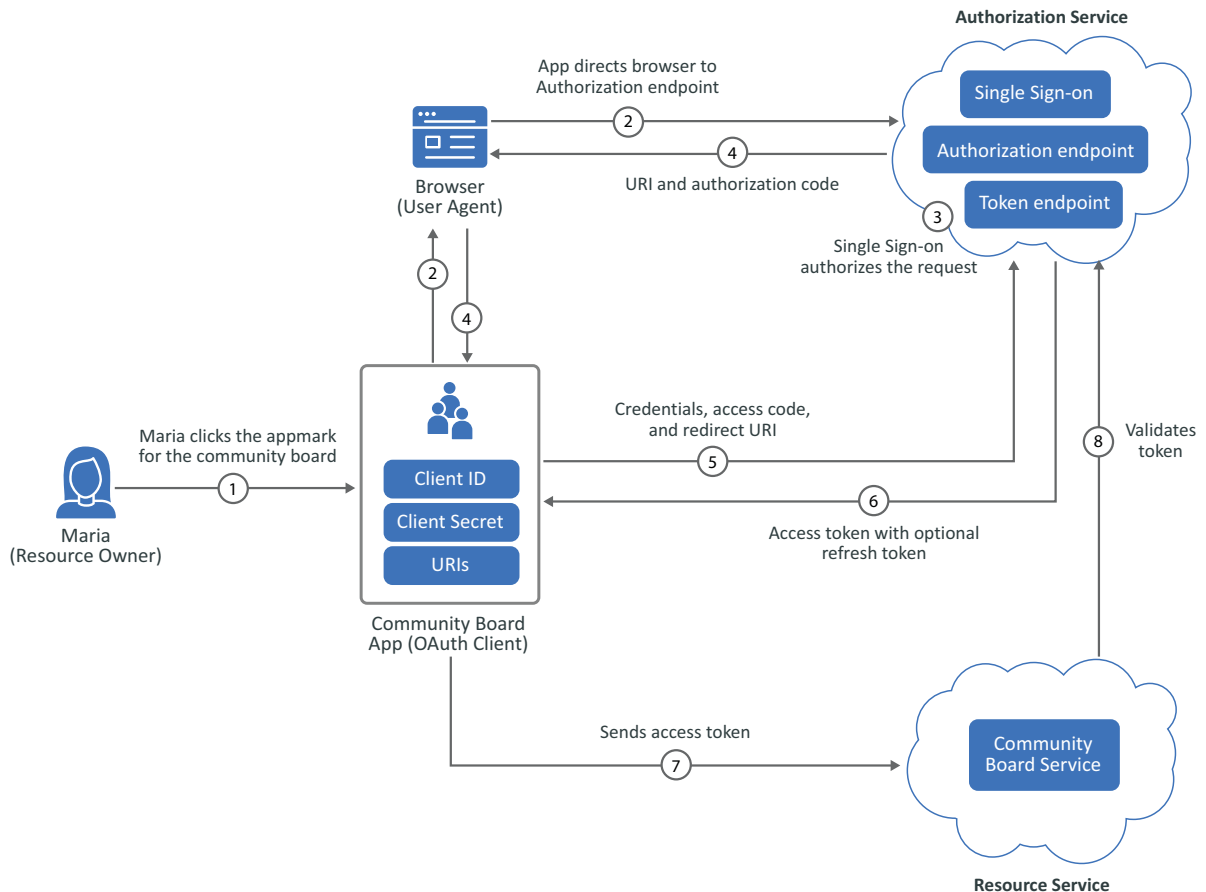 Authorization Service
App directs browser to
Authorization endpoint
Single Sign-on
2
Authorization endpoint
4
Browser
(User Agent)
URI and authorization code
Token endpoint
3
Single Sign-on
authorizes the request
2
4
Maria clicks the appmark
for the community board
1
Maria
(Resource Owner)
Client ID
Client Secret
URIs
Community Board
App (OAuth Client)
Credentials, access code,
and redirect URI
5
6
Access token with optional
refresh token
8
Validates
token
Sends access token
7
Community
Board Service
Resource Service